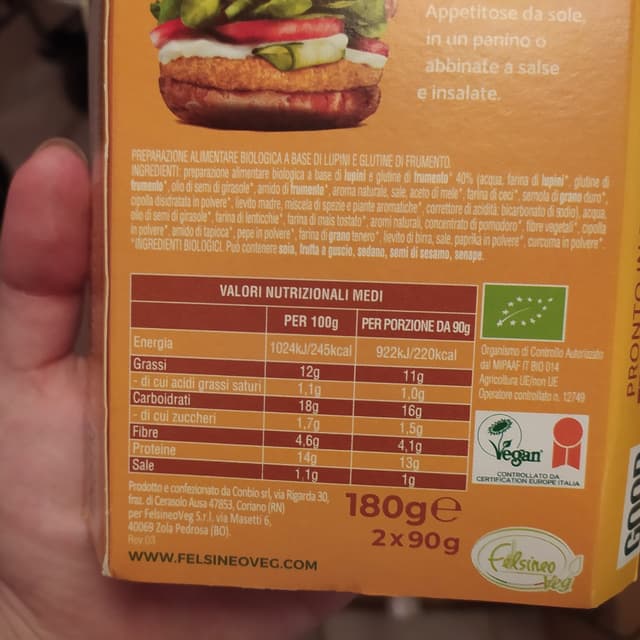 Appetitose da sole,
in un panino o
abbinate a salse
e insalate.
PREPARAZIONE ALIMENTARE BIOLOGICA A BASE DI LUPINI E GLUTINE DI FRUMENTO.
INGREDIENTI: preparazione alimentare biologica a base di lupini e glutine di frumento* 40% (acqua, farina di lupini*, glutine di
frumento*, olio di semi di girasole*, amido di frumento*, aroma naturale, sale, aceto di mele*, farina di ceci*, semola di grano duro*,
cipolla disidratata in polvere*, lievito madre, miscela di spezie e piante aromatiche*, correttore di acidità: bicarbonato di sodio), acqua,
olio di semi di girasole*, farina di lenticchie*, farina di mais tostato*, aromi naturali, concentrato di pomodoro*, fibre vegetali*, cipolla
in polvere*, amido di tapioca*, pepe in polvere*, farina di grano tenero*, lievito di birra, sale, paprika in polvere*, curcuma in polvere*.
*INGREDIENTI BIOLOGICI. Può contenere soia, frutta a guscio, sedano, semi di sesamo, senape.
VALORI NUTRIZIONALI MEDI
PER 100g PER PORZIONE DA 90g
Energia 1024kJ/245kcal 922kJ/220kcal
Grassi 12g 11g
- di cui acidi grassi saturi 1,1g 1,0g
Carboidrati 18g 16g
- di cui zuccheri 1,7g 1,5g
Fibre 4,6g 4,1g
Proteine 14g 13g
Sale 1,1g 1g
Organismo di Controllo Autorizzato
dal MIPAAF IT BIO 014
Agricoltura UE/non UE
Operatore controllato n. 12749
Vegan
CONTROLLATO DA
CERTIFICATION EUROPE ITALIA
Prodotto e confezionato da Conbio srl, via Rigarda 30,
fraz. di Cerasolo Ausa 47853, Coriano (RN)
per FelsineoVeg S.r.l. via Masetti 6,
40069 Zola Pedrosa (BO).
Rev 03
WWW.FELSINEOVEG.COM
180g e
2x90g
Felsineo
Veg